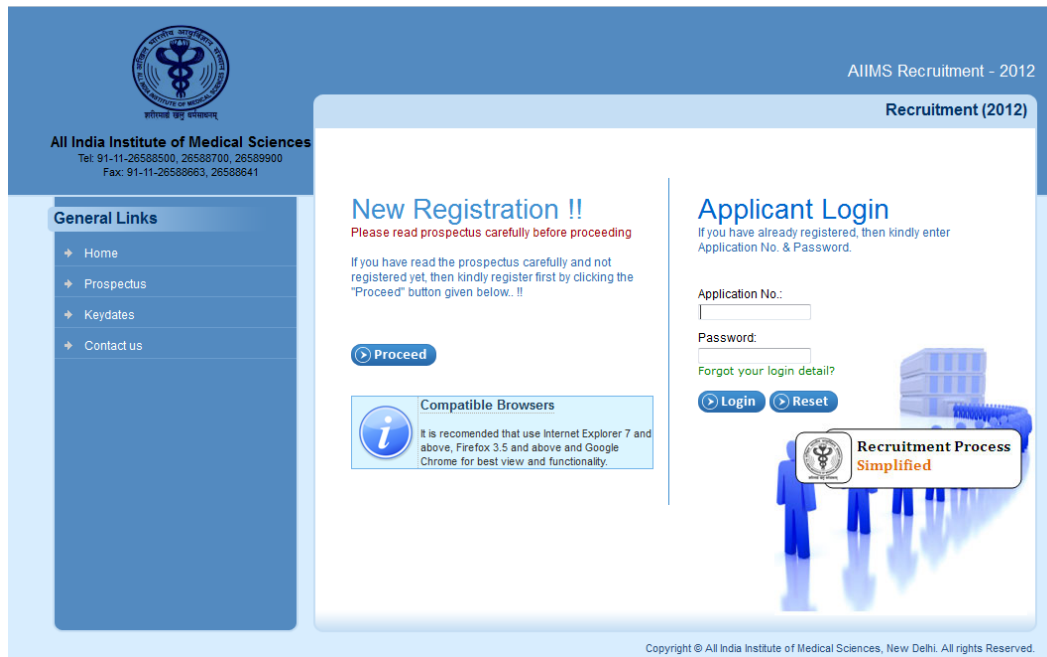 शरीरमाद्यं खलु धर्मसाधनम्
All India Institute of Medical Sciences
Tel: 91-11-26588500, 26588700, 26589900
Fax: 91-11-26588663, 26588641
AIIMS Recruitment - 2012
Recruitment (2012)
General Links
Home
Prospectus
Keydates
Contact us
New Registration !!
Please read prospectus carefully before proceeding
If you have read the prospectus carefully and not
registered yet, then kindly register first by clicking the
"Proceed" button given below.. !!
Proceed
Compatible Browsers
It is recomended that use Internet Explorer 7 and
above, Firefox 3.5 and above and Google
Chrome for best view and functionality.
Applicant Login
If you have already registered, then kindly enter
Application No. & Password.
Application No.:
Password:
Forgot your login detail?
Login
Reset
Recruitment Process
Simplified
Copyright © All India Institute of Medical Sciences, New Delhi. All rights Reserved.